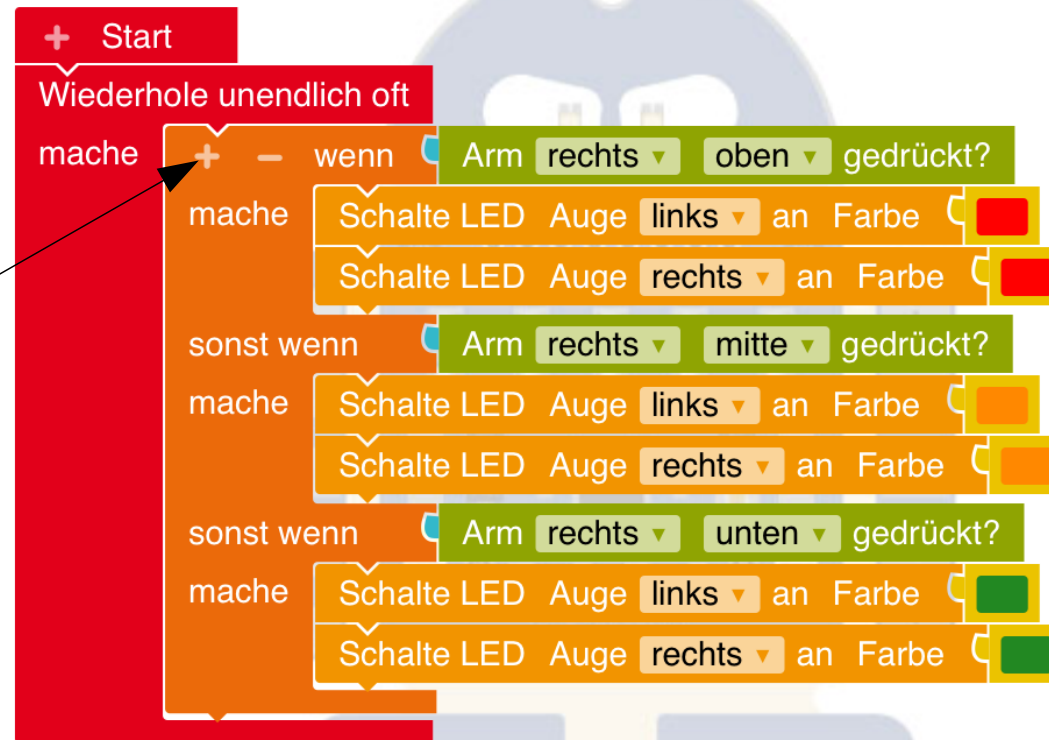 + Start
Wiederhole unendlich oft
mache + – wenn Arm rechts oben gedrückt?
mache Schalte LED Auge links an Farbe
Schalte LED Auge rechts an Farbe
sonst wenn Arm rechts mitte gedrückt?
mache Schalte LED Auge links an Farbe
Schalte LED Auge rechts an Farbe
sonst wenn Arm rechts unten gedrückt?
mache Schalte LED Auge links an Farbe
Schalte LED Auge rechts an Farbe